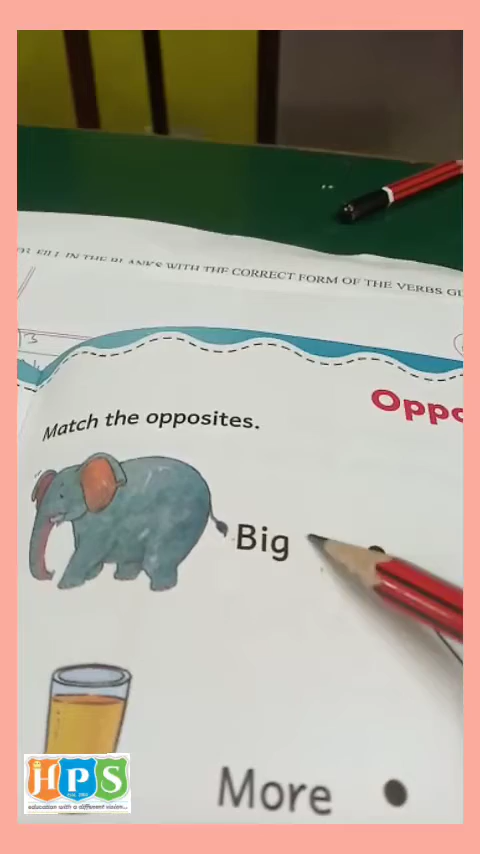 FILL IN THE BLANKS WITH THE CORRECT FORM OF THE VERBS
Oppo
Match the opposites.
Big
More
HPS
education with a different vision...